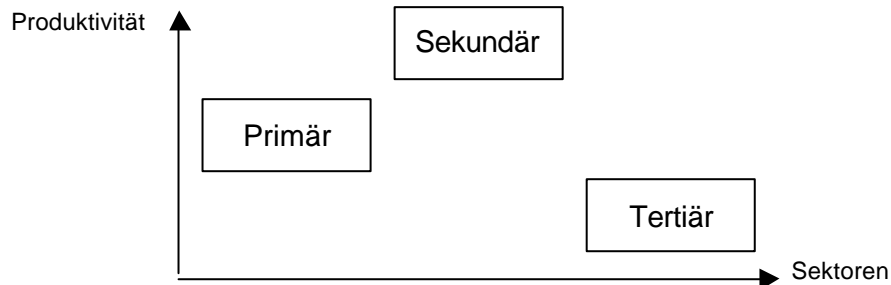 Produktivität
Sekundär
Primär
Tertiär
Sektoren